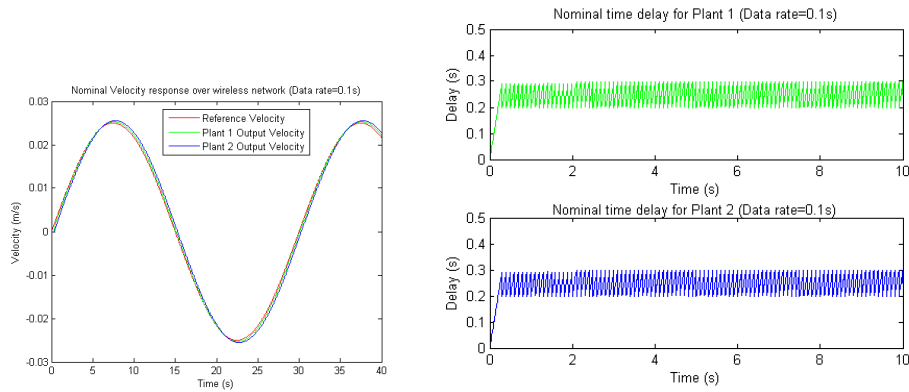 Nominal Velocity response over wireless network (Data rate=0.1s)
0.03
0.02
0.01
0
-0.01
-0.02
-0.03
Velocity (m/s)
Reference Velocity
Plant 1 Output Velocity
Plant 2 Output Velocity
0 5 10 15 20 25 30 35 40
Time (s)
Nominal time delay for Plant 1 (Data rate=0.1s)
0.5
0.4
0.3
0.2
0.1
0
Delay (s)
0 2 4 6 8 10
Time (s)
Nominal time delay for Plant 2 (Data rate=0.1s)
0.5
0.4
0.3
0.2
0.1
0
Delay (s)
0 2 4 6 8 10
Time (s)